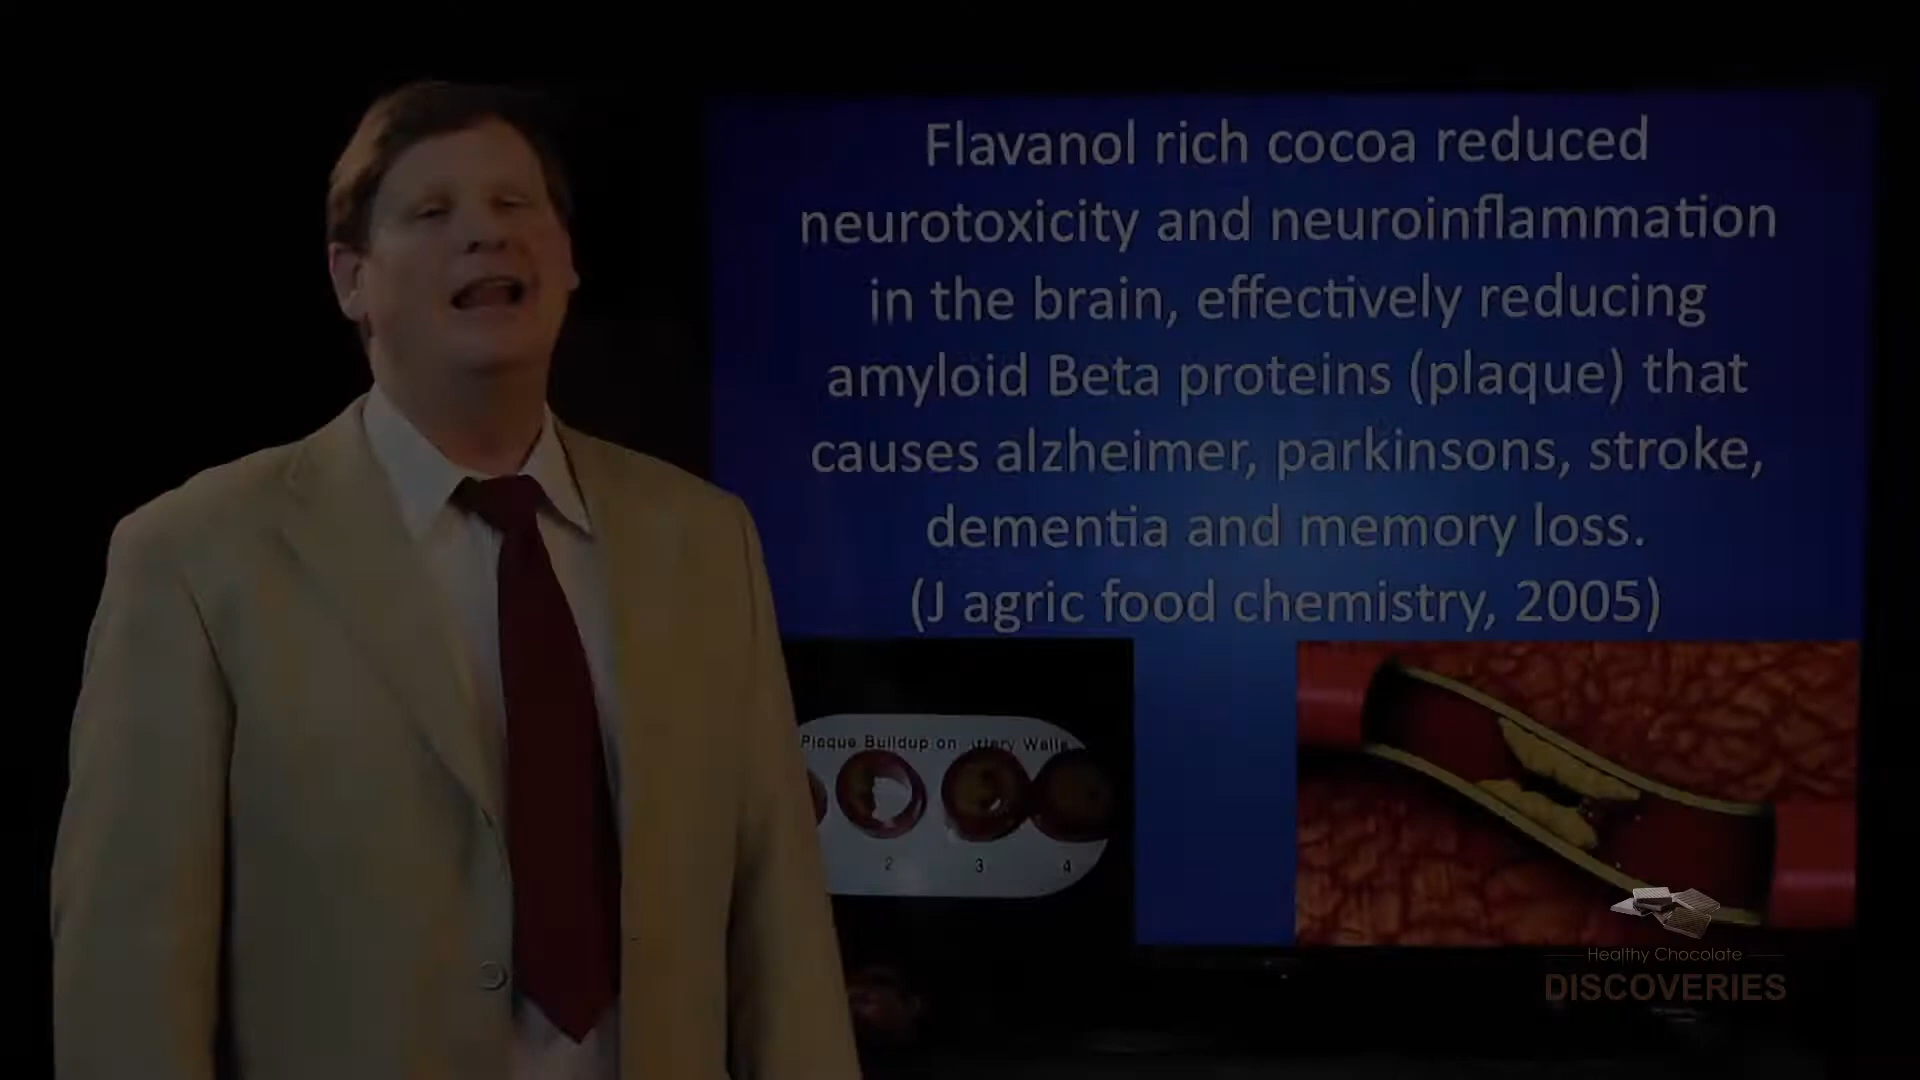 Flavanol rich cocoa reduced
neurotoxicity and neuroinflammation
in the brain, effectively reducing
amyloid Beta proteins (plaque) that
causes alzheimer, parkinsons, stroke,
dementia and memory loss.
(J agric food chemistry, 2005)
Plaque Buildup on Walls
2 3 4
Healthy Chocolate
DISCOVERIES